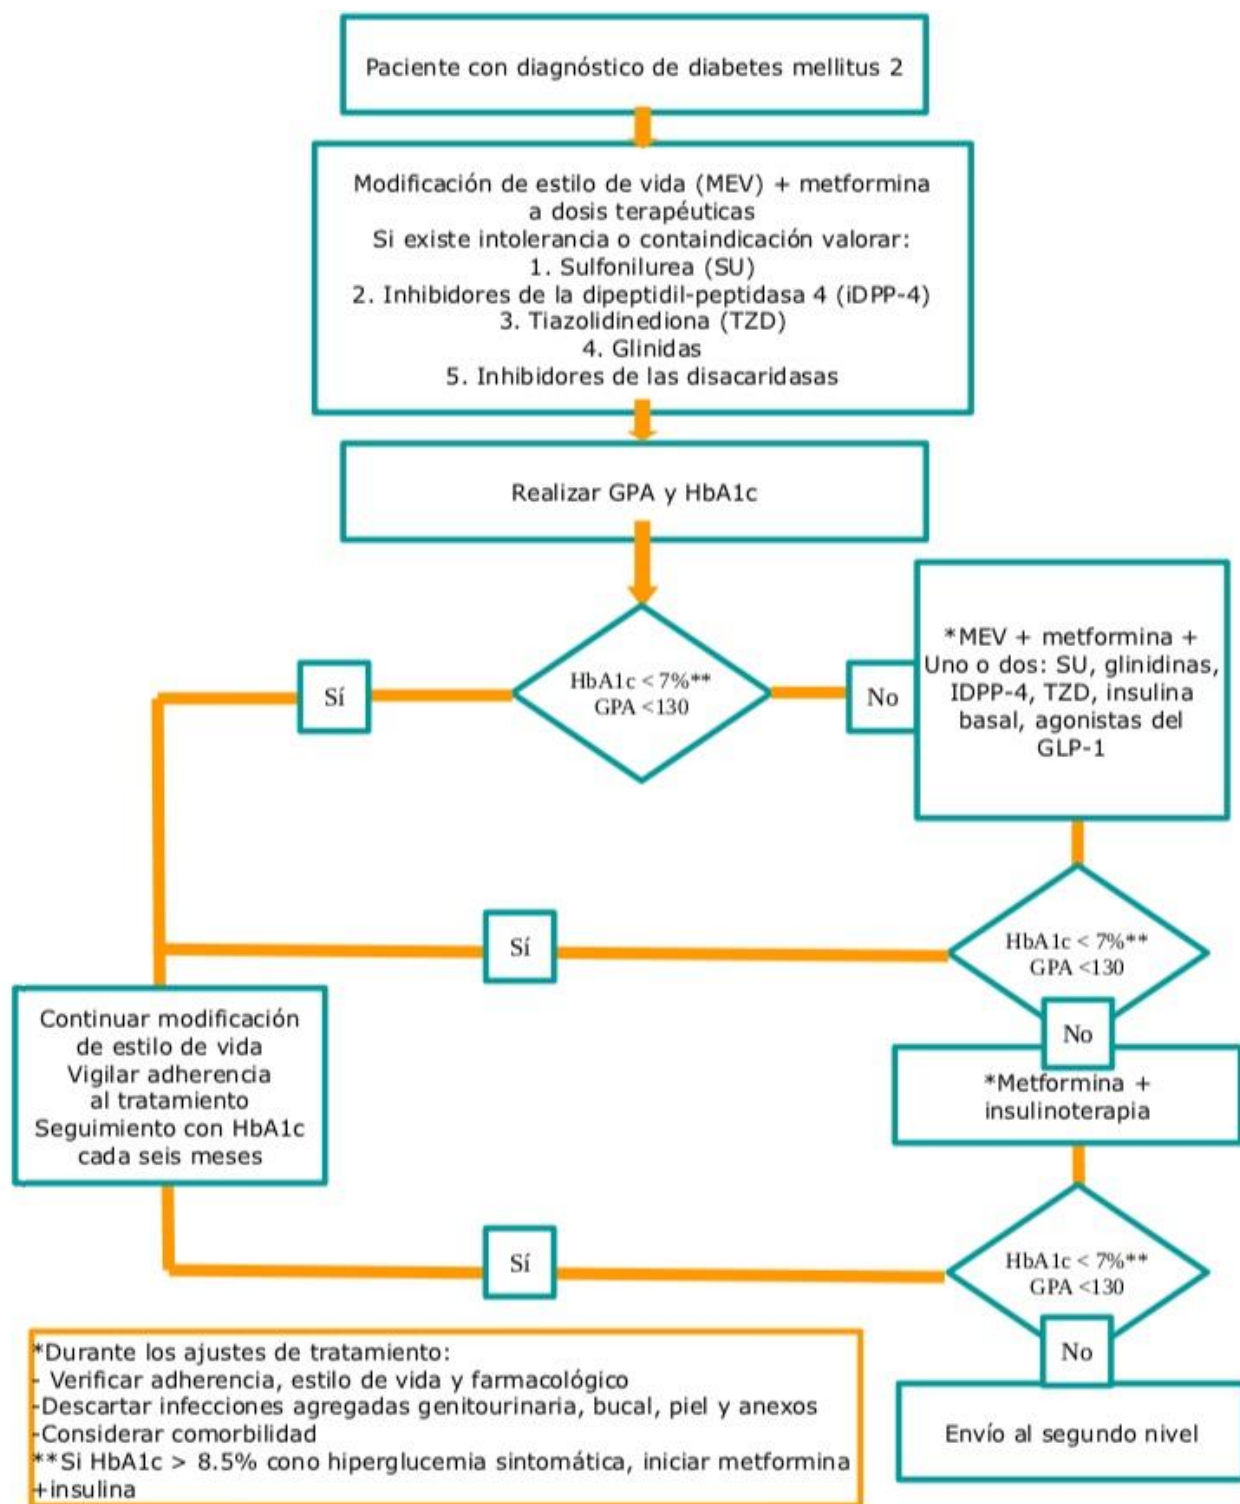 Paciente con diagnóstico de diabetes mellitus 2
Modificación de estilo de vida (MEV) + metformina
a dosis terapéuticas
Si existe intolerancia o containdicación valorar:
1. Sulfonilurea (SU)
2. Inhibidores de la dipeptidil-peptidasa 4 (iDPP-4)
3. Tiazolidinediona (TZD)
4. Glinidas
5. Inhibidores de las disacaridasas
Realizar GPA y HbA1c
HbA1c < 7%**
GPA <130
Sí
No
*MEV + metformina +
Uno o dos: SU, glinidinas,
IDPP-4, TZD, insulina
basal, agonistas del
GLP-1
HbA1c < 7%**
GPA <130
Sí
No
Continuar modificación
de estilo de vida
Vigilar adherencia
al tratamiento
Seguimiento con HbA1c
cada seis meses
*Metformina +
insulinoterapia
HbA1c < 7%**
GPA <130
Sí
No
Envío al segundo nivel
*Durante los ajustes de tratamiento:
- Verificar adherencia, estilo de vida y farmacológico
-Descartar infecciones agregadas genitourinaria, bucal, piel y anexos
-Considerar comorbilidad
**Si HbA1c > 8.5% cono hiperglucemia sintomática, iniciar metformina
+insulina